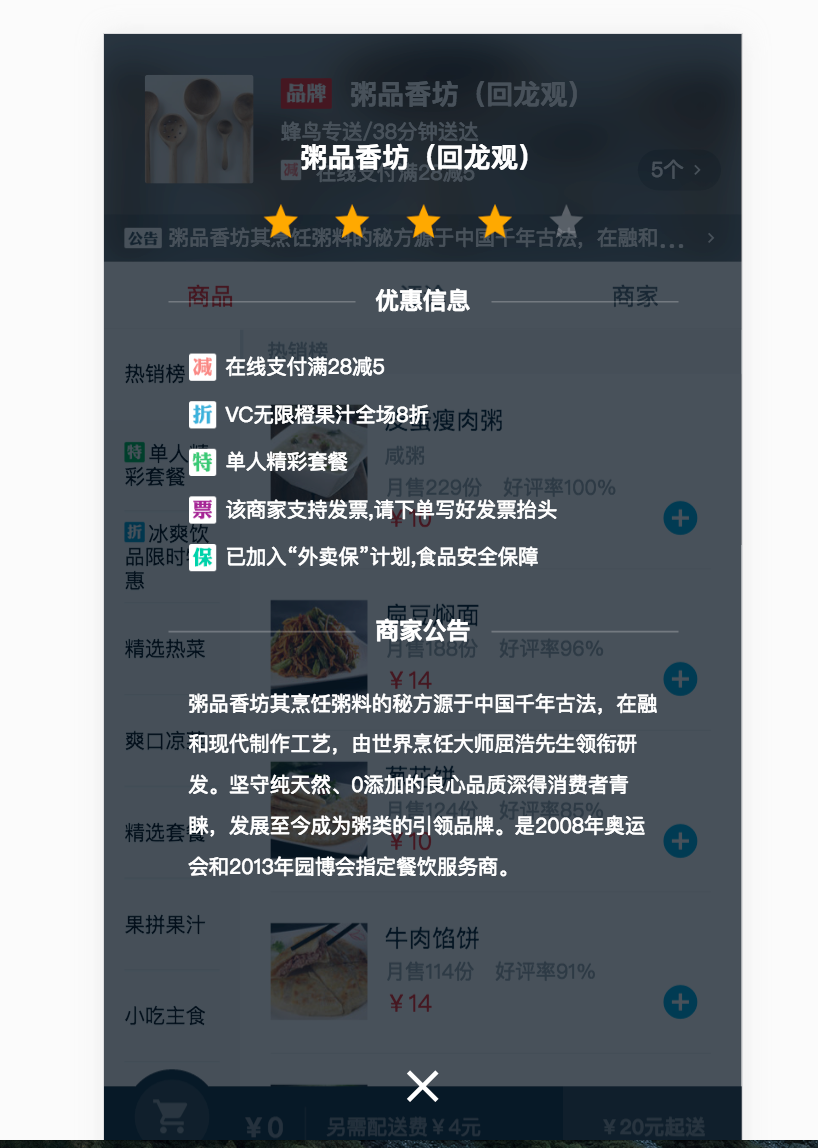 品牌 粥品香坊（回龙观）
蜂鸟专送/38分钟送达
粥品香坊（回龙观）
减 在线支付满28减5
5个 >
公告 粥品香坊其烹饪粥料的秘方源于中国千年古法，在融和... >
商品 商家
优惠信息
热销榜
热销榜
减 在线支付满28减5
折 VC无限橙果汁全场8折
特 单人精彩套餐
票 该商家支持发票,请下单写好发票抬头
保 已加入“外卖保”计划,食品安全保障
特 单人精
彩套餐
折 冰爽饮
品限时
惠
精选热菜
爽口凉
精选套
果拼果汁
小吃主食
皮蛋瘦肉粥
咸粥
月售229份 好评率100%
￥10
扁豆焖面
月售188份 好评率96%
￥14
商家公告
粥品香坊其烹饪粥料的秘方源于中国千年古法，在融
和现代制作工艺，由世界烹饪大师屈浩先生领衔研
发。坚守纯天然、0添加的良心品质深得消费者青
睐，发展至今成为粥类的引领品牌。是2008年奥运
会和2013年园博会指定餐饮服务商。
葱花饼
月售124份 好评率85%
￥10
牛肉馅饼
月售114份 好评率91%
￥14
￥0 另需配送费￥4元 ￥20元起送